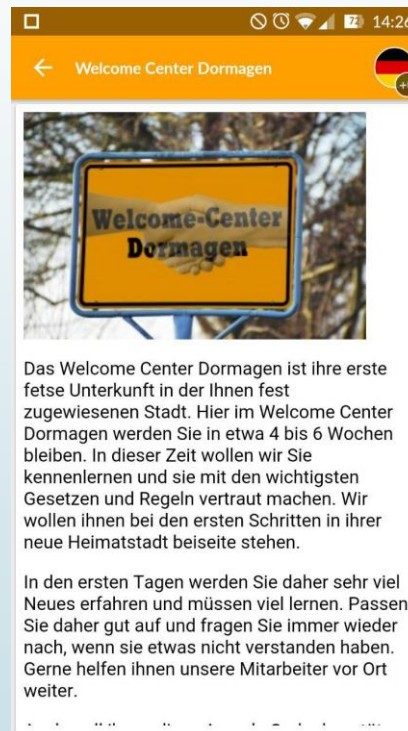 72 14:26
Welcome Center Dormagen
Welcome-Center
Dormagen
Das Welcome Center Dormagen ist ihre erste
fetse Unterkunft in der Ihnen fest
zugewiesenen Stadt. Hier im Welcome Center
Dormagen werden Sie in etwa 4 bis 6 Wochen
bleiben. In dieser Zeit wollen wir Sie
kennenlernen und sie mit den wichtigsten
Gesetzen und Regeln vertraut machen. Wir
wollen ihnen bei den ersten Schritten in ihrer
neue Heimatstadt beiseite stehen.
In den ersten Tagen werden Sie daher sehr viel
Neues erfahren und müssen viel lernen. Passen
Sie daher gut auf und fragen Sie immer wieder
nach, wenn sie etwas nicht verstanden haben.
Gerne helfen ihnen unsere Mitarbeiter vor Ort
weiter.